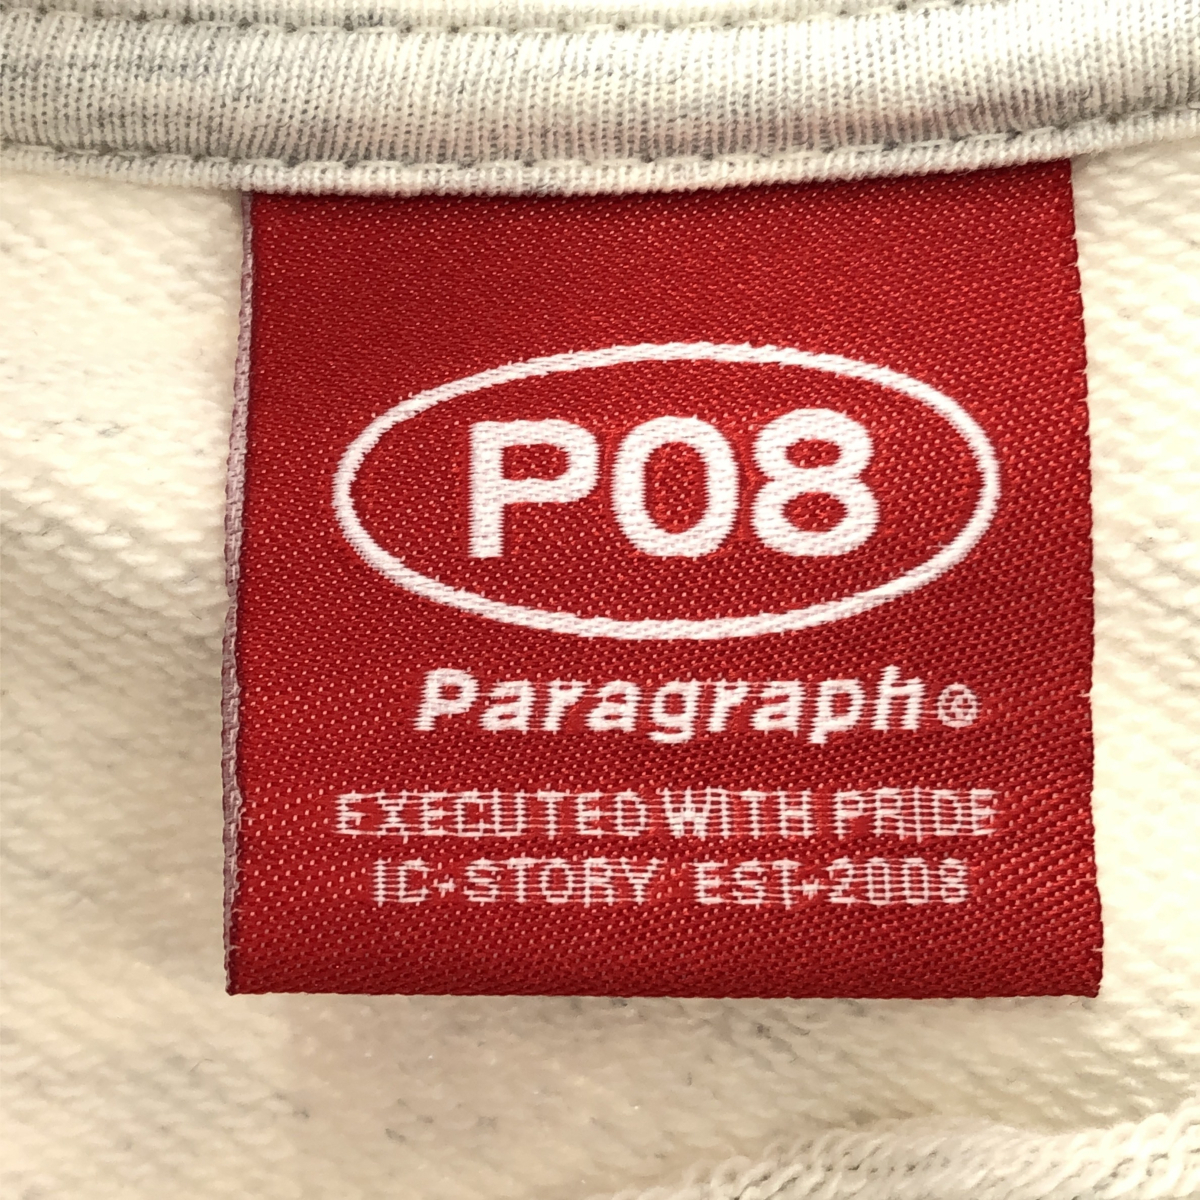 P08
Paragraph
EXECUTED WITH PRIDE
IC·STORY EST·2008